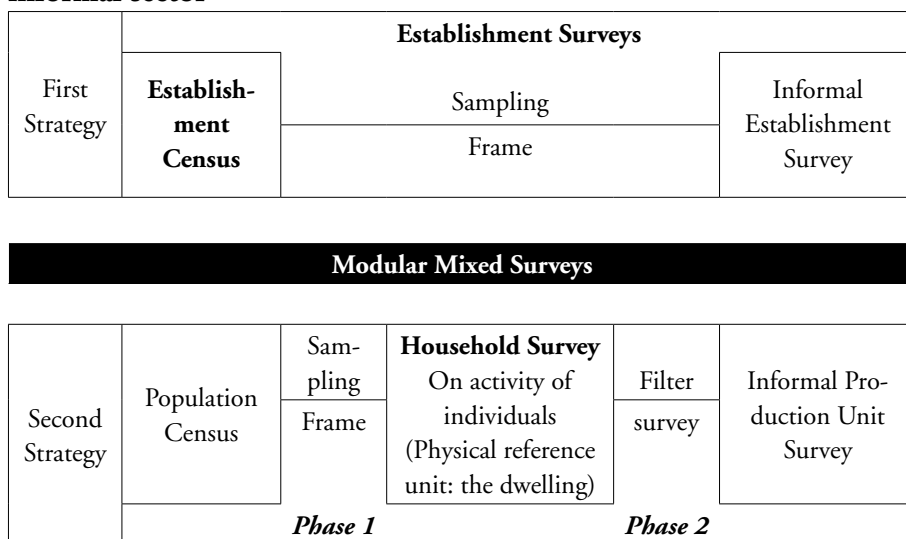 Establishment Surveys
First
Strategy
Establish-
ment
Census
Sampling
Frame
Informal
Establishment
Survey
Modular Mixed Surveys
Second
Strategy
Population
Census
Sam-
pling
Frame
Household Survey
On activity of
individuals
(Physical reference
unit: the dwelling)
Filter
survey
Informal Pro-
duction Unit
Survey
Phase 1
Phase 2